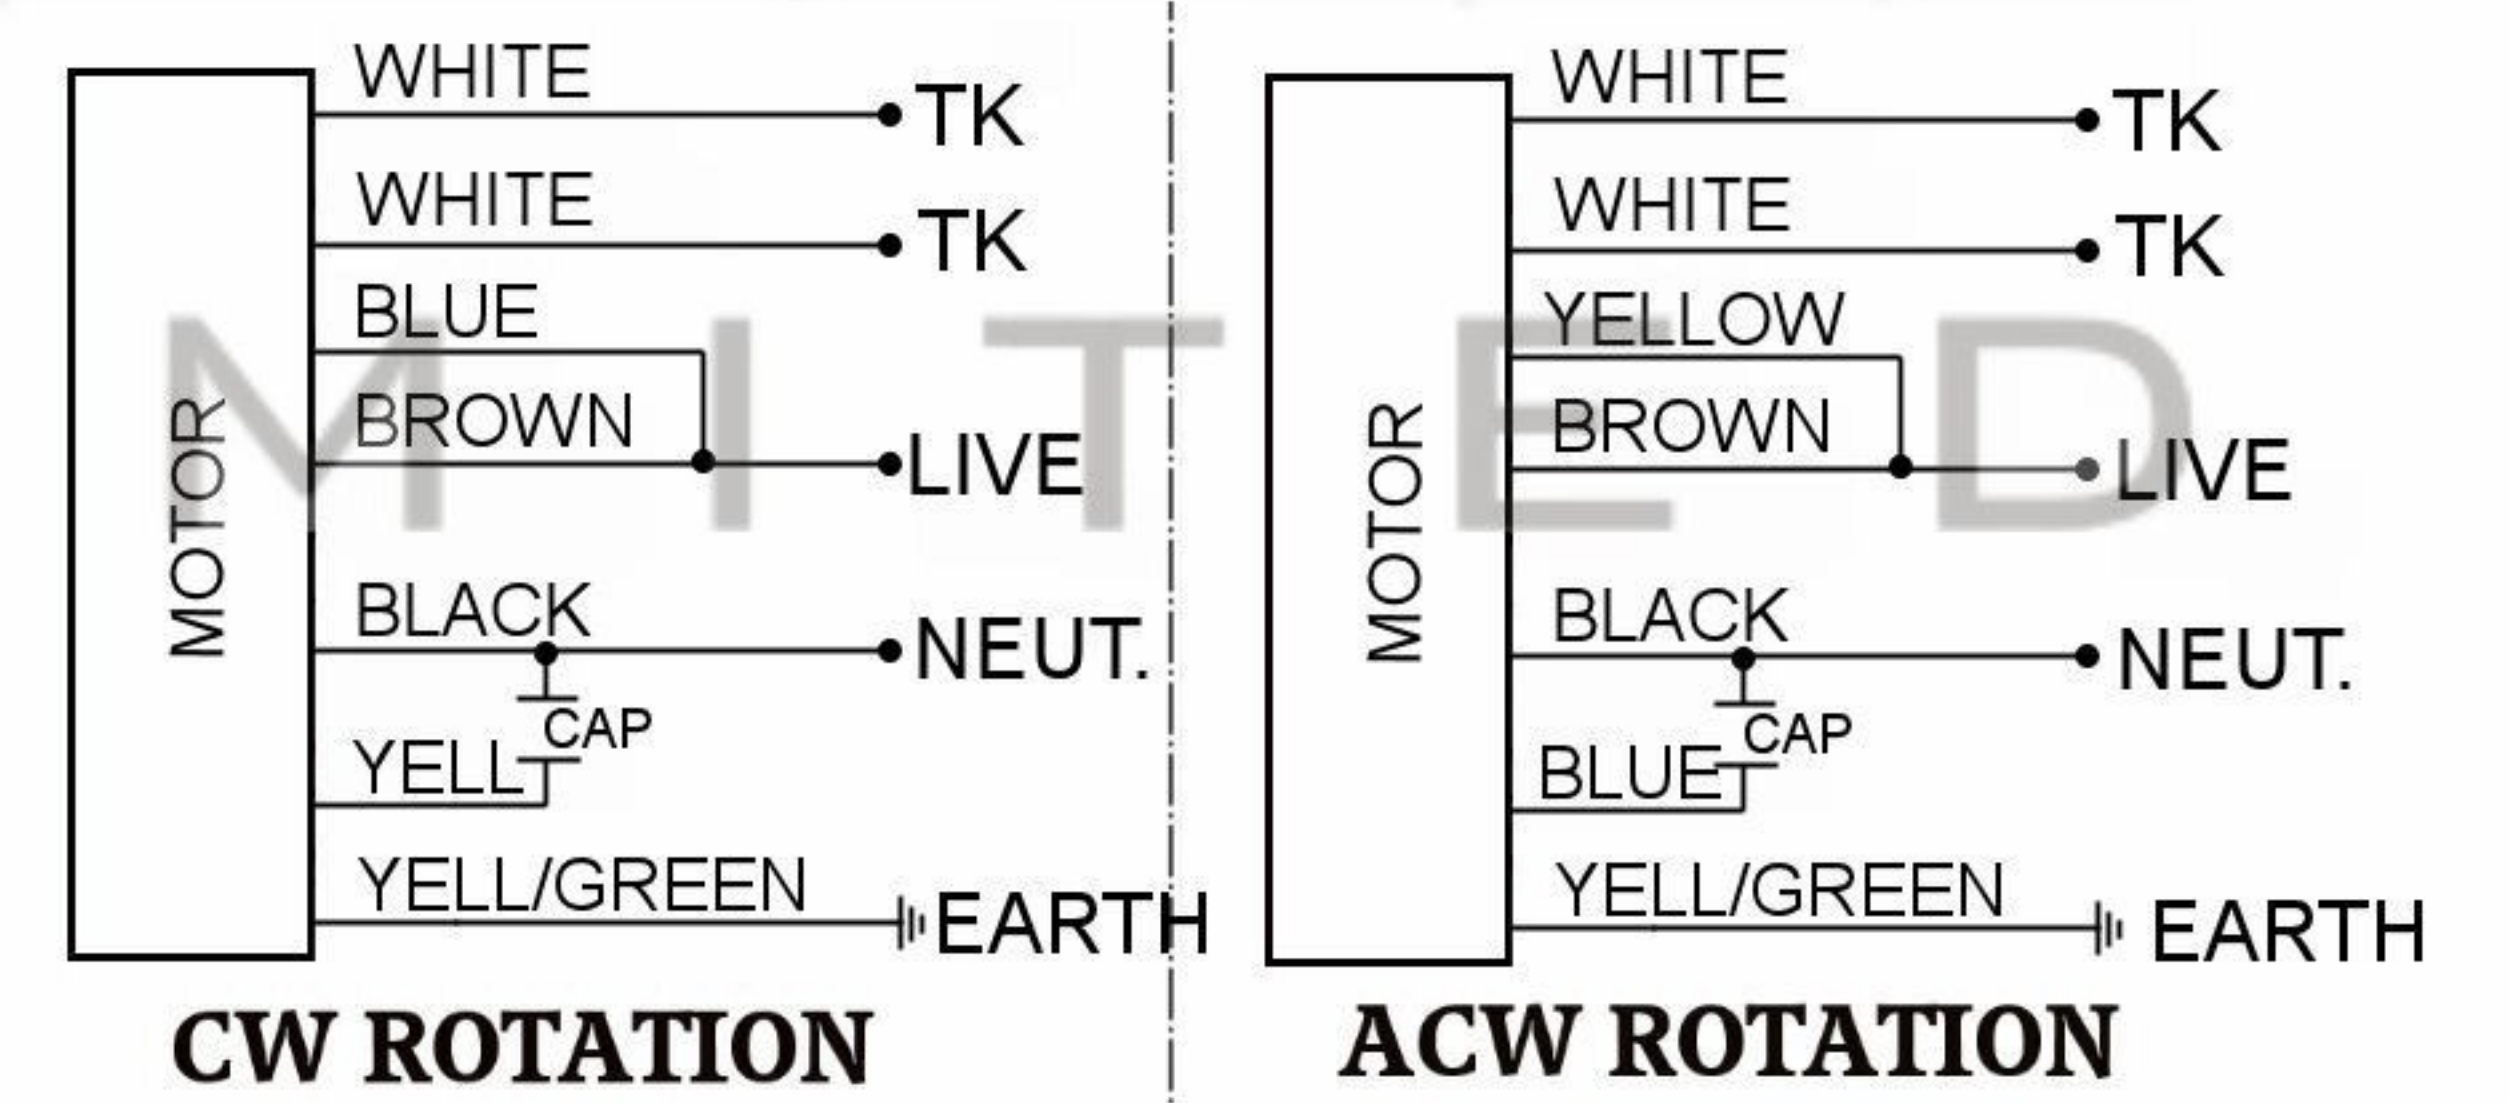 WHITE
TK
WHITE
TK
BLUE
BROWN
LIVE
MOTOR
BLACK
NEUT.
CAP
YELL
YELL/GREEN
EARTH
CW ROTATION
WHITE
TK
WHITE
TK
YELLOW
BROWN
LIVE
MOTOR
BLACK
NEUT.
CAP
BLUE
YELL/GREEN
EARTH
ACW ROTATION
MITED